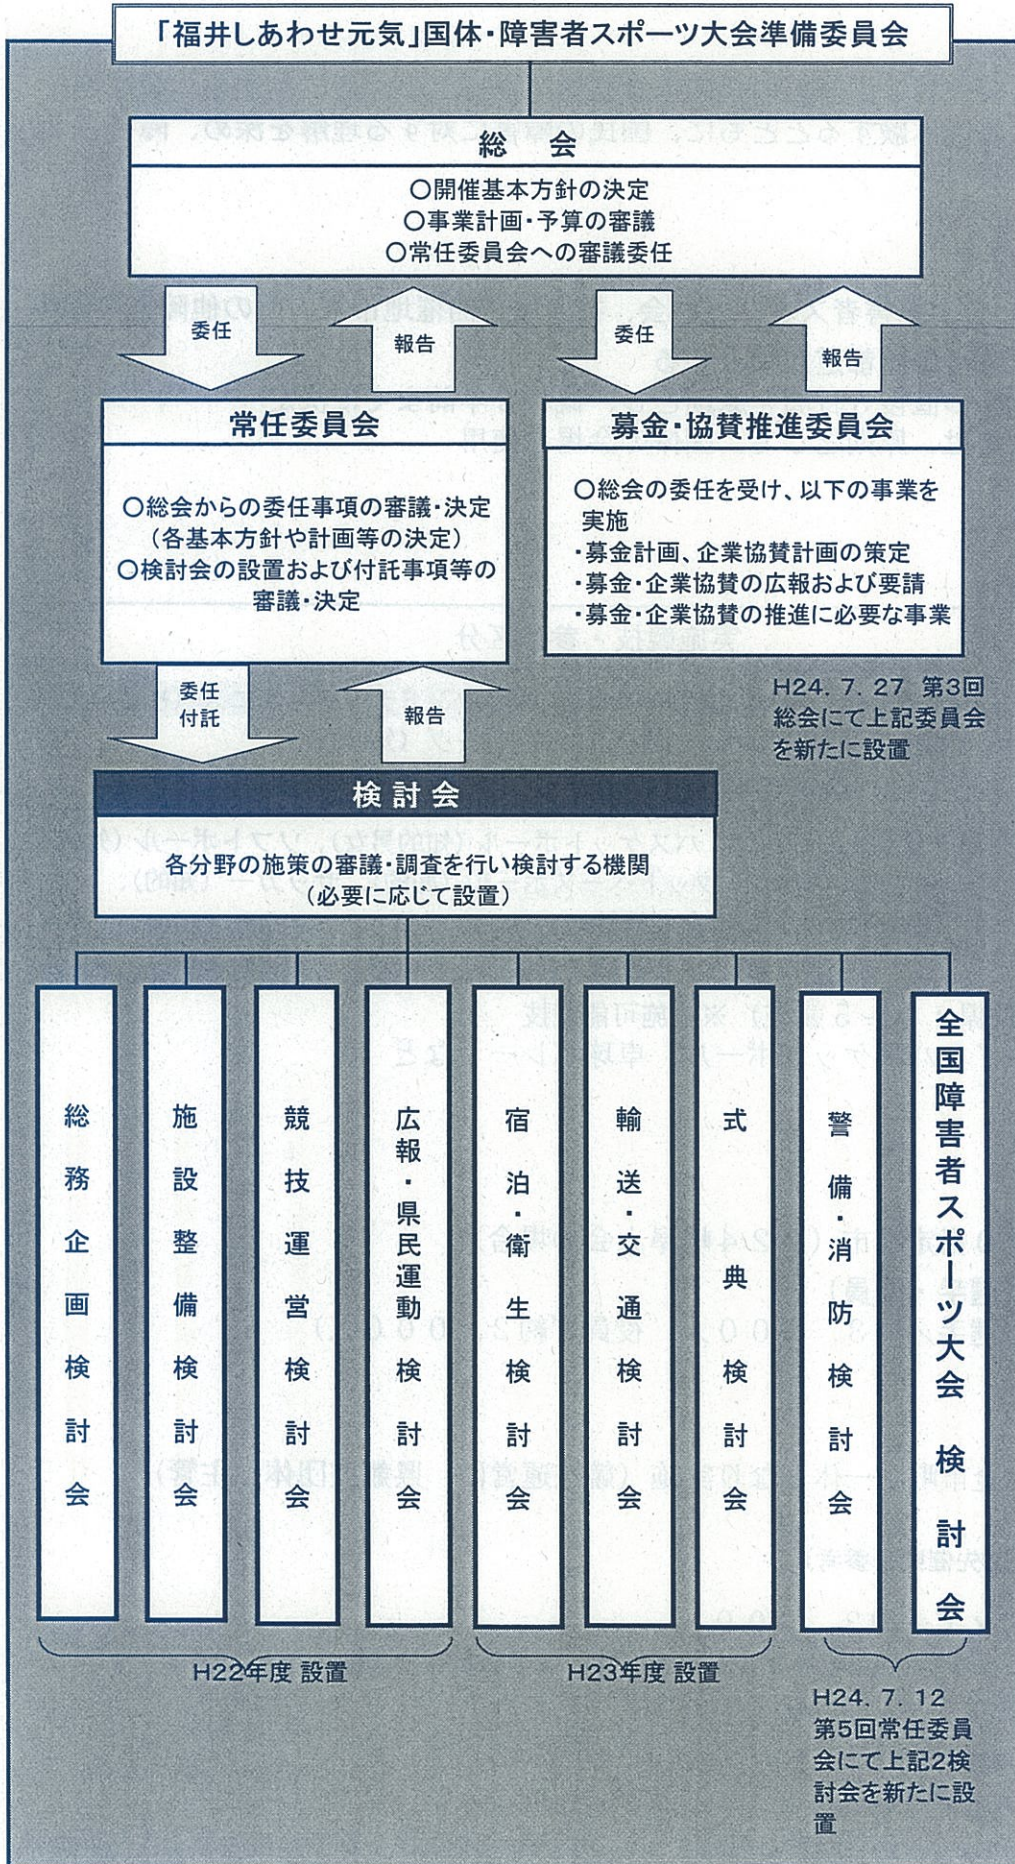 「福井しあわせ元気」国体・障害者スポーツ大会準備委員会
総　会
○開催基本方針の決定
○事業計画・予算の審議
○常任委員会への審議委任
委任
報告
委任
報告
常任委員会
○総会からの委任事項の審議・決定
(各基本方針や計画等の決定)
○検討会の設置および付託事項等の
審議・決定
募金・協賛推進委員会
○総会の委任を受け、以下の事業を
実施
・募金計画、企業協賛計画の策定
・募金・企業協賛の広報および要請
・募金・企業協賛の推進に必要な事業
H24. 7. 27 第3回
総会にて上記委員会
を新たに設置
委任
付託
報告
検討会
各分野の施策の審議・調査を行い検討する機関
(必要に応じて設置)
総務企画検討会
施設整備検討会
競技運営検討会
広報・県民運動検討会
宿泊・衛生検討会
輸送・交通検討会
式典検討会
警備・消防検討会
全国障害者スポーツ大会 検討会
H22年度 設置
H23年度 設置
H24. 7. 12
第5回常任委員
会にて上記2検
討会を新たに設
置